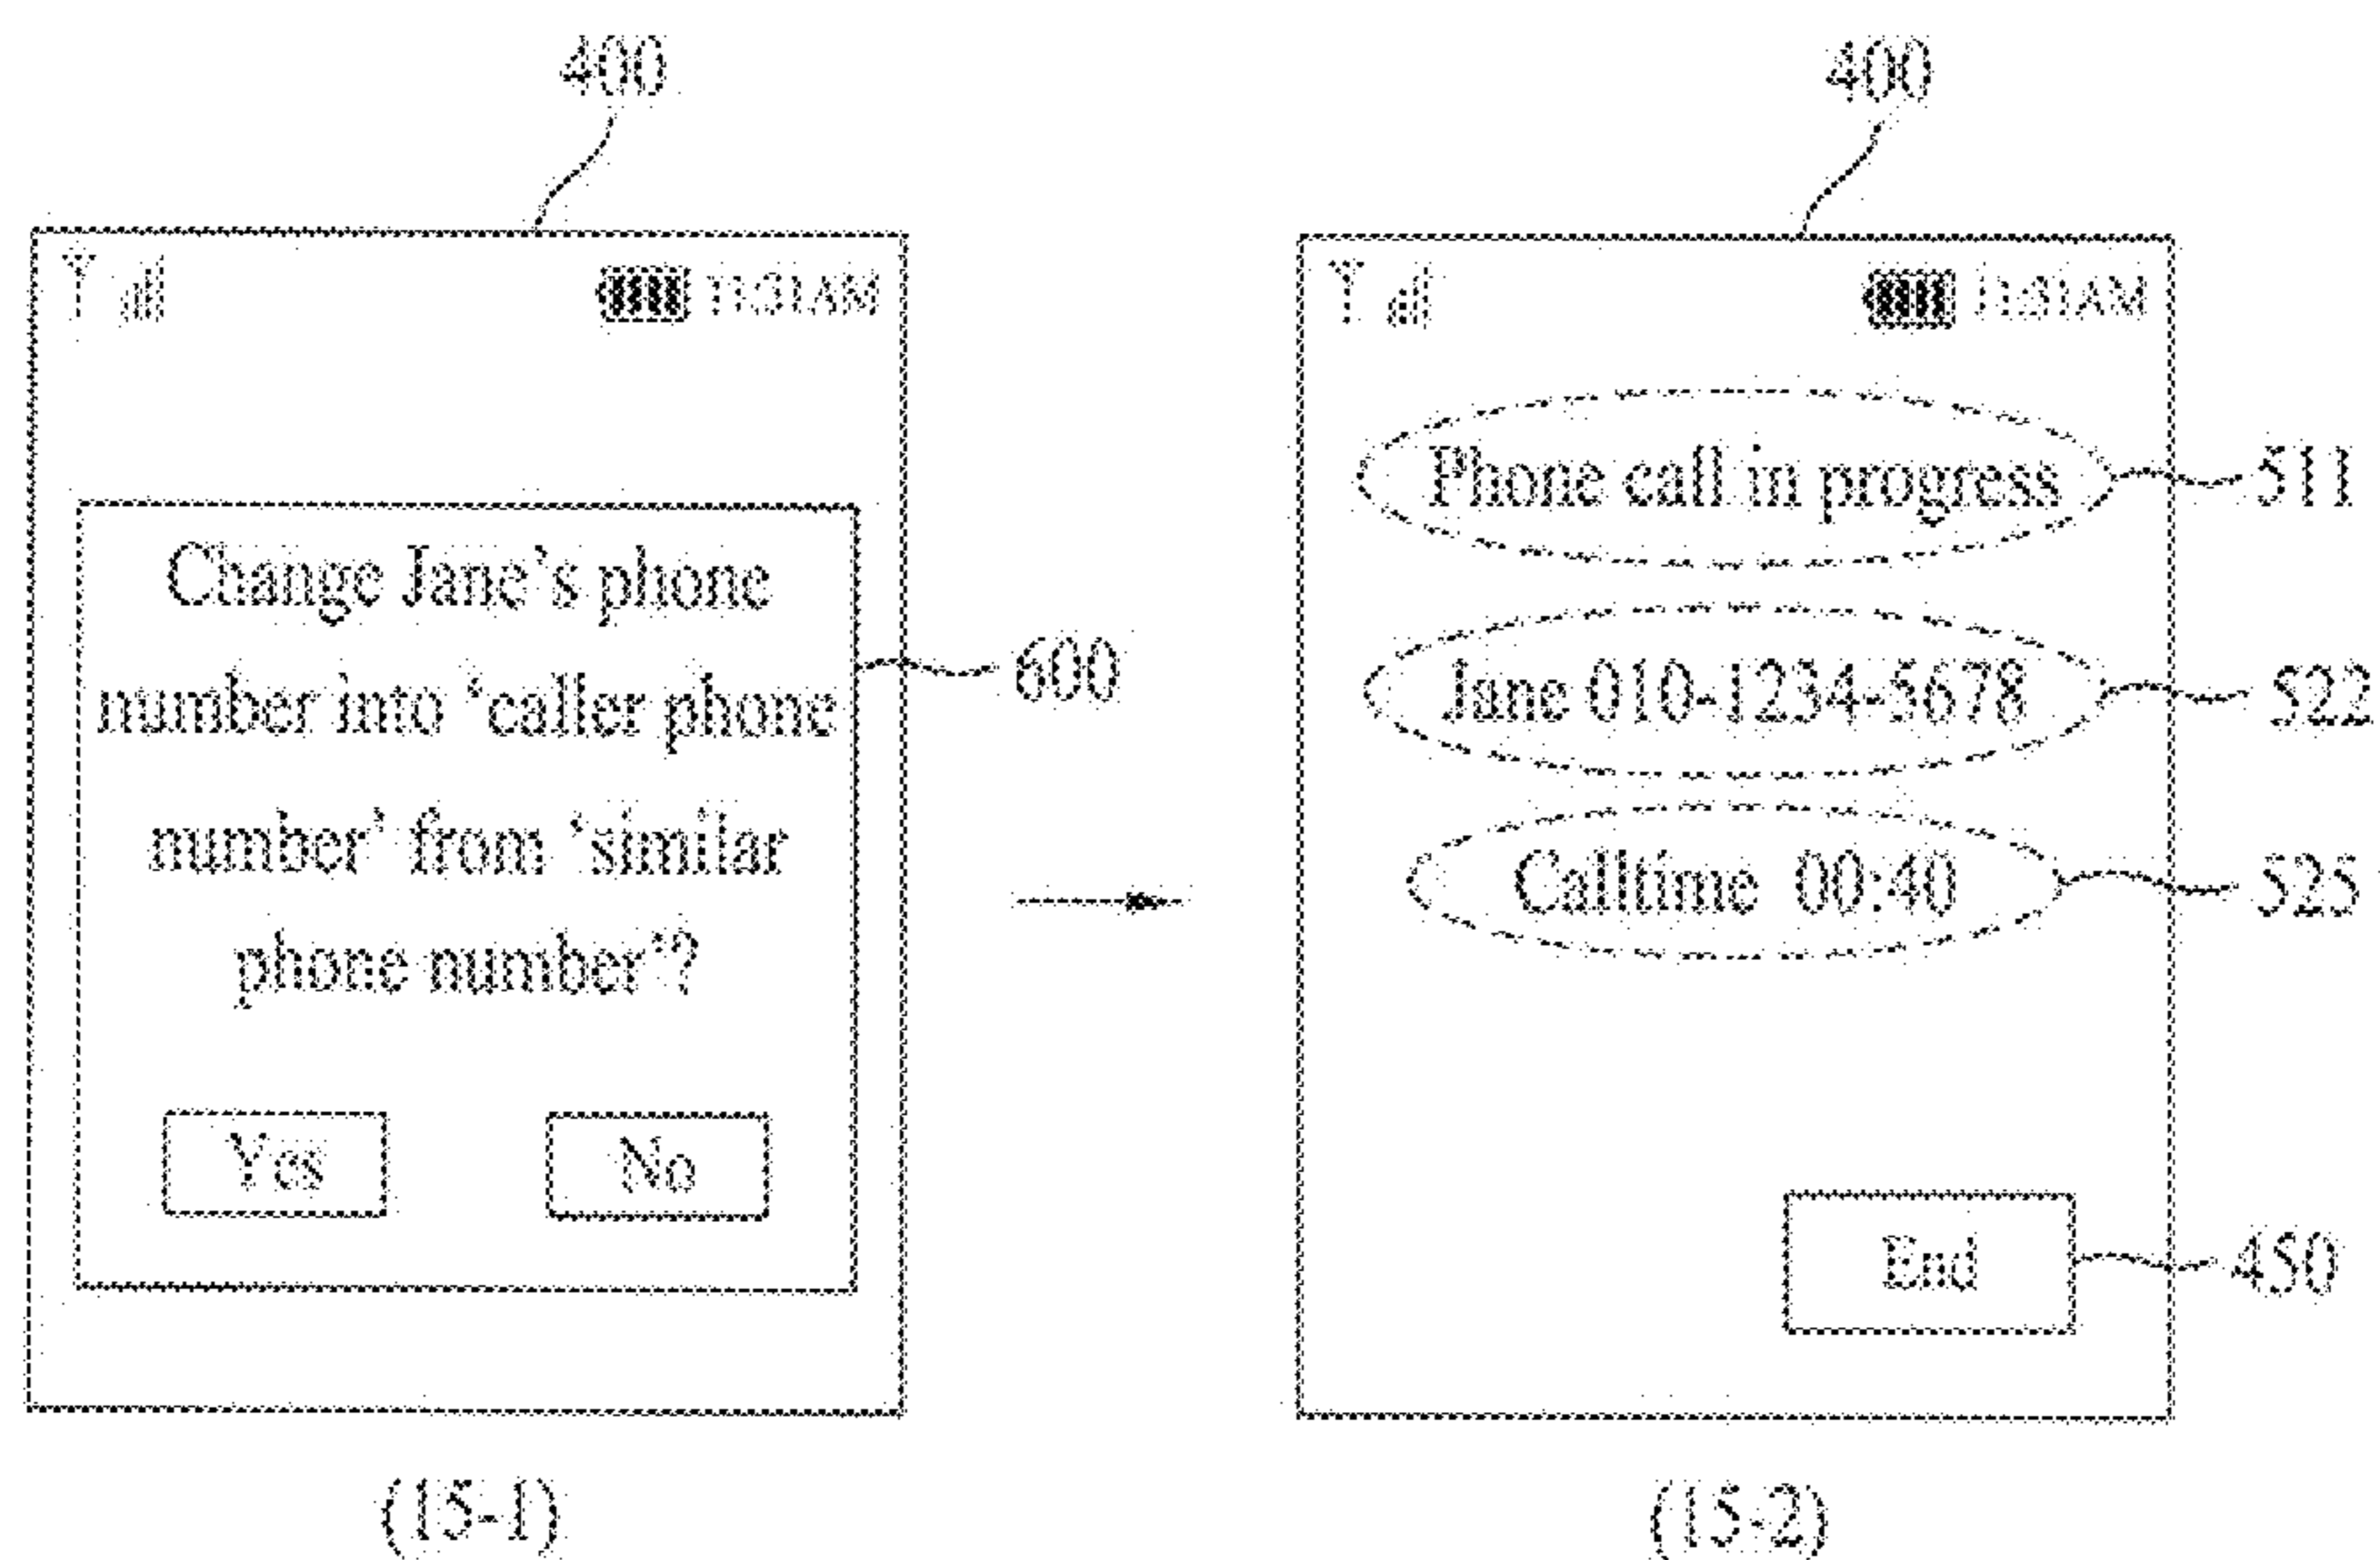 400
400
11:31AM
11:31AM
Change Jane's phone
number into 'caller phone
number' from 'similar
phone number'?
600
Yes
No
Phone call in progress
511
Jane 010-1234-5678
522
Calltime 00:40
525
End
450
(15-1)
(15-2)